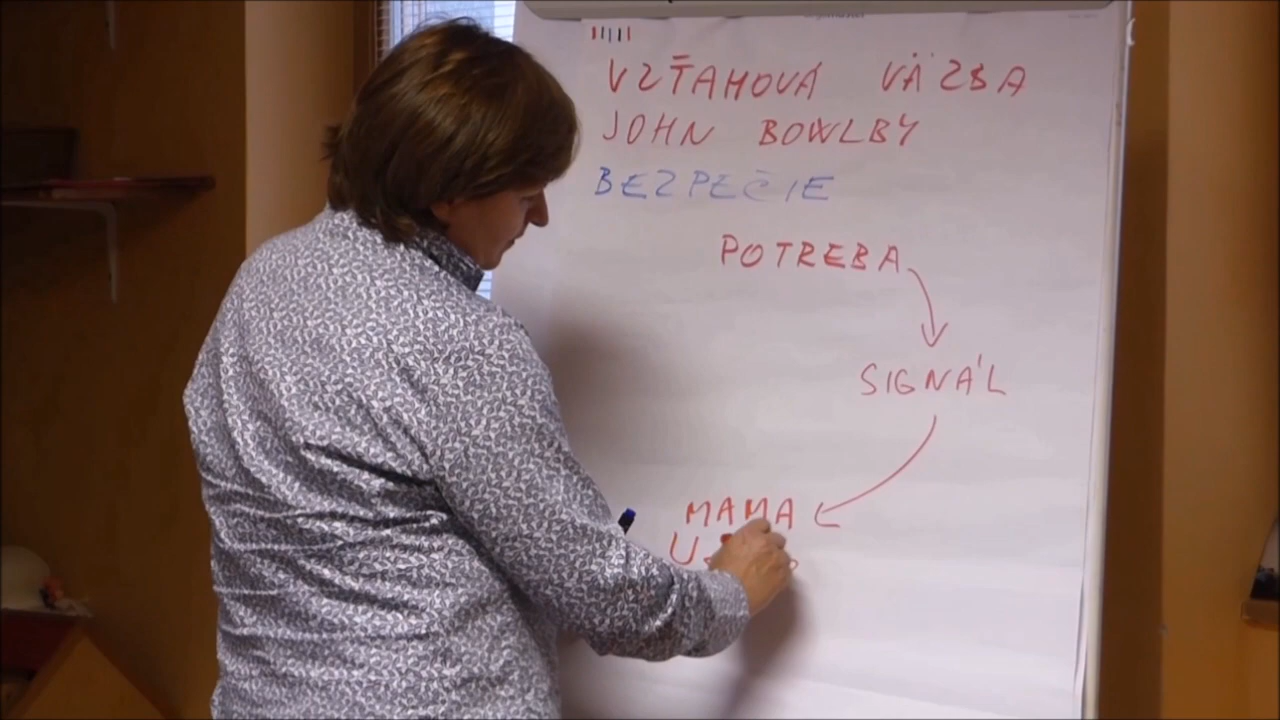 VZŤAHOVÁ VÄZBA
JOHN BOWLBY
BEZPEČIE
POTREBA
SIGNÁL
MAMA